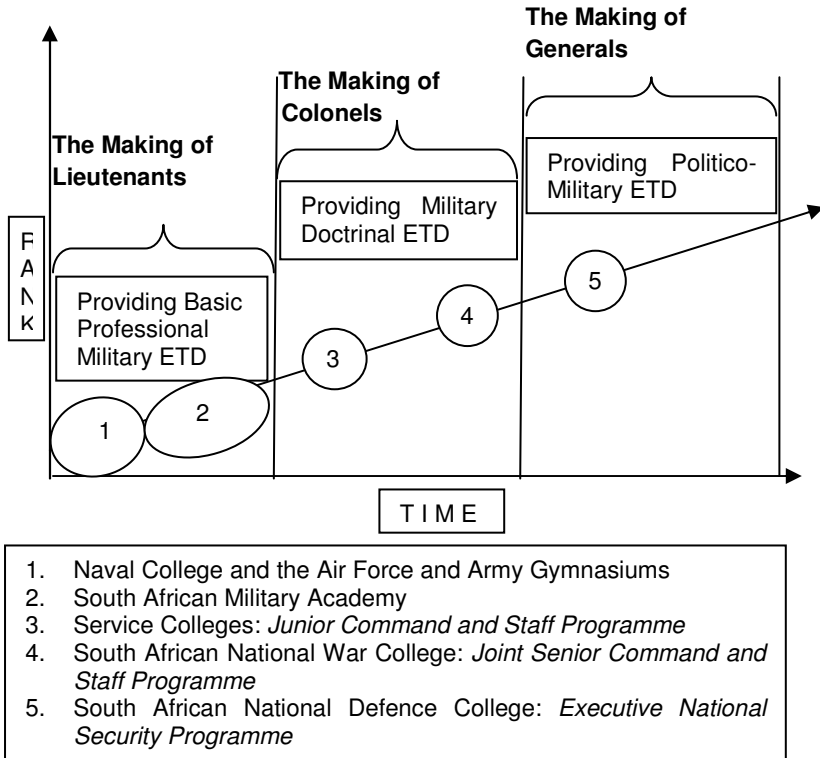 The Making of
Generals
The Making of
Colonels
The Making of
Lieutenants
Providing Politico-
Military ETD
Providing Military
Doctrinal ETD
Providing Basic
Professional
Military ETD
R
A
N
K
5
4
3
2
1
T I M E
1. Naval College and the Air Force and Army Gymnasiums
2. South African Military Academy
3. Service Colleges: Junior Command and Staff Programme
4. South African National War College: Joint Senior Command and
Staff Programme
5. South African National Defence College: Executive National
Security Programme